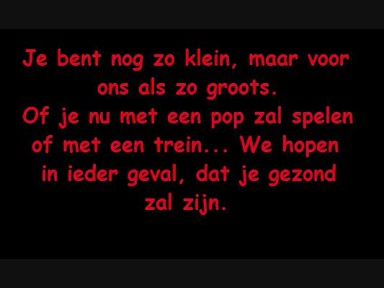 Je bent nog zo klein, maar voor
ons als zo groots.
Of je nu met een pop zal spelen
of met een trein... We hopen
in ieder geval, dat je gezond
zal zijn.